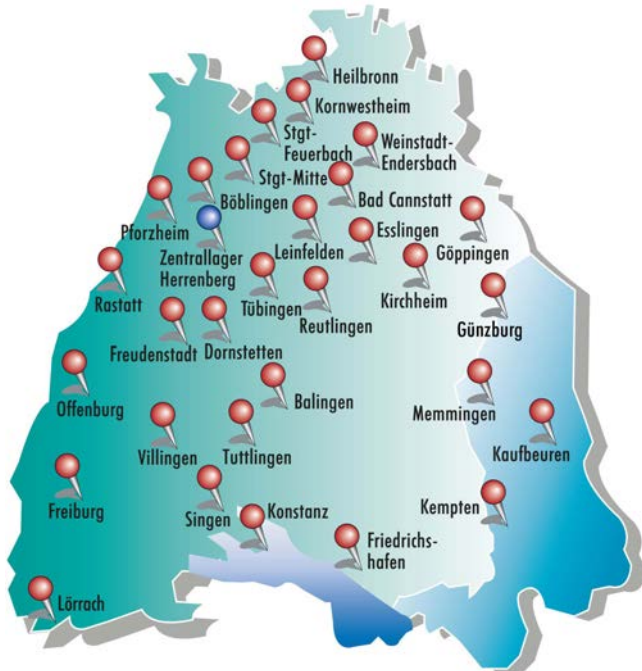 Heilbronn
Kornwestheim
Stgt-
Feuerbach
Weinstadt-
Endersbach
Stgt-Mitte
Bad Cannstatt
Böblingen
Pforzheim
Esslingen
Leinfelden
Göppingen
Zentrallager
Herrenberg
Kirchheim
Rastatt
Tübingen
Reutlingen
Günzburg
Freudenstadt
Dornstetten
Balingen
Offenburg
Memmingen
Villingen
Tuttlingen
Kaufbeuren
Freiburg
Singen
Konstanz
Kempten
Friedrichs-
hafen
Lörrach